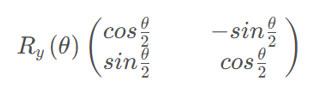 R_y (θ) ( cos θ/2 -sin θ/2
sin θ/2 cos θ/2 )